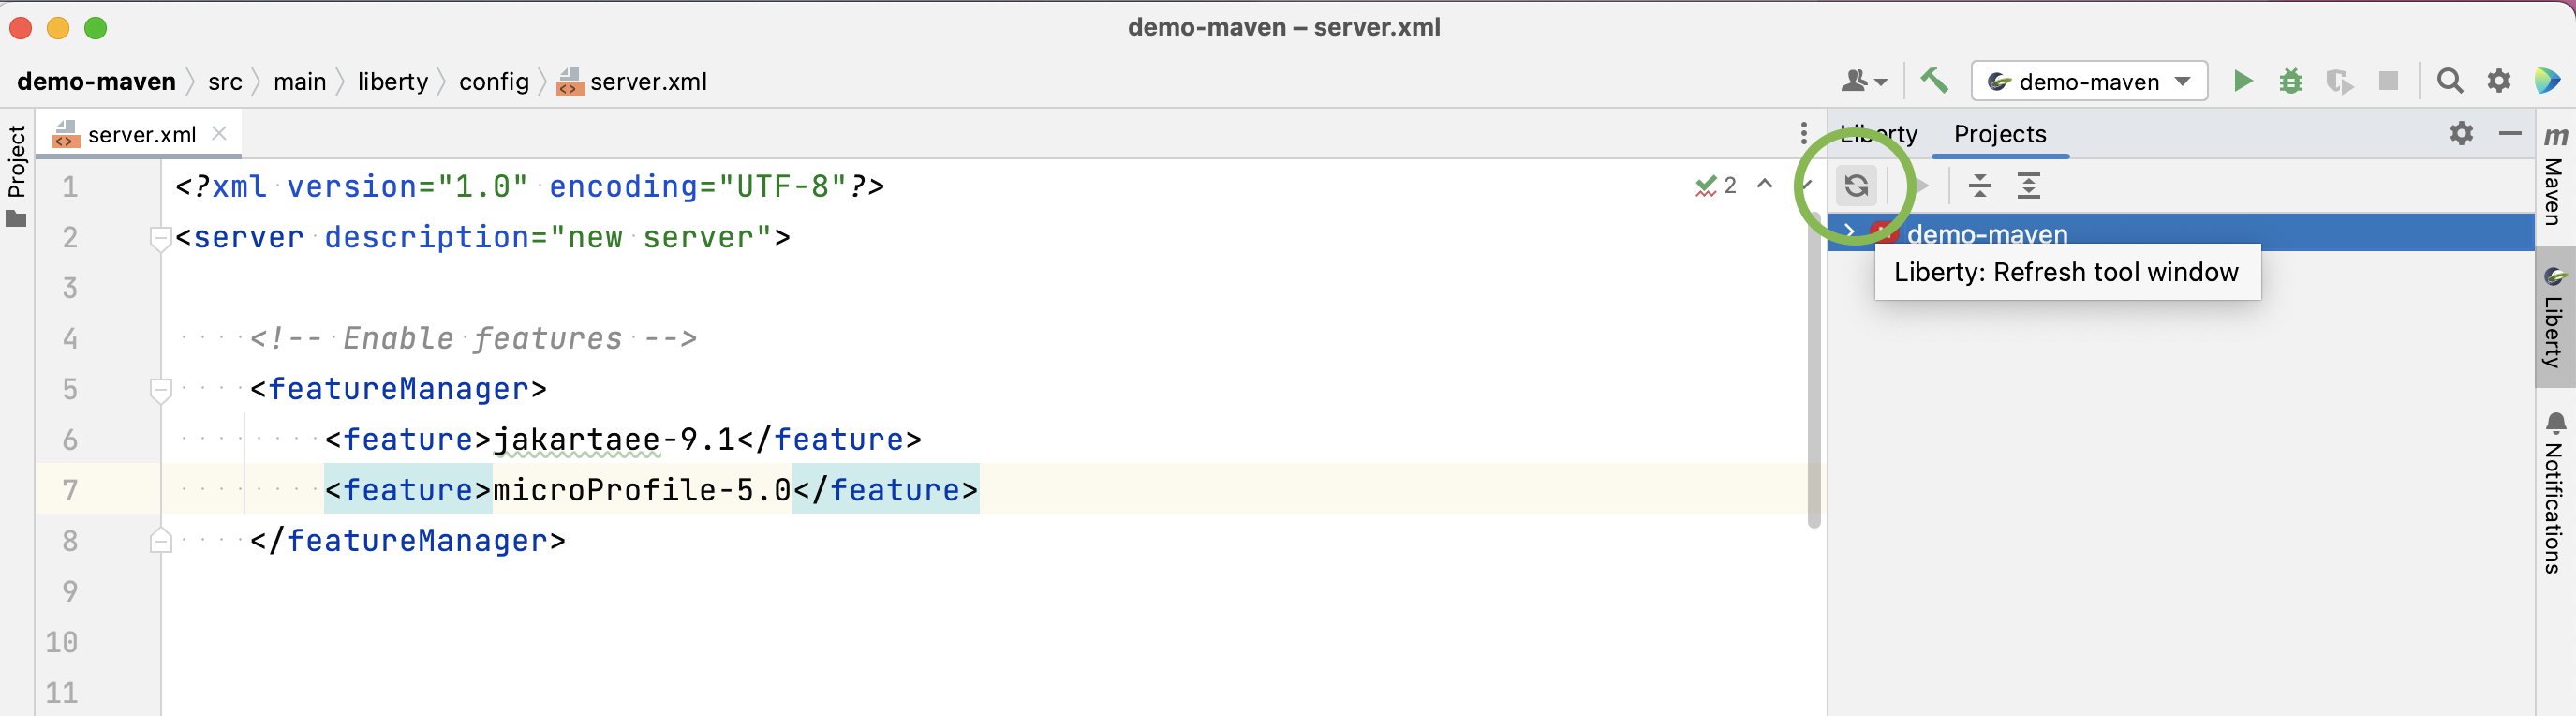 demo-maven – server.xml
demo-maven src main liberty config server.xml
demo-maven
Project
server.xml
Liberty Projects
1 <?xml version="1.0" encoding="UTF-8"?>
2
2 <server description="new server">
demo-maven
Liberty: Refresh tool window
3
4 <!-- Enable features -->
5 <featureManager>
6 <feature>jakartaee-9.1</feature>
7 <feature>microProfile-5.0</feature>
8 </featureManager>
9
10
11
m Maven
Liberty
Notifications